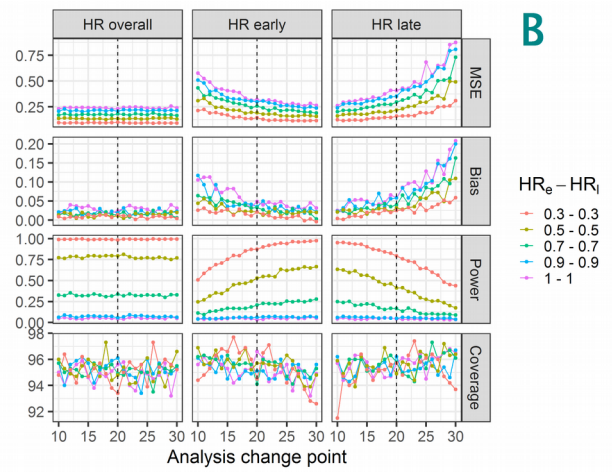 B
HR overall HR early HR late
0.75
0.50
0.25
MSE
0.20
0.15
0.10
0.05
0.00
Bias
1.00
0.75
0.50
0.25
0.00
Power
98
96
94
92
Coverage
10 15 20 25 30 10 15 20 25 30 10 15 20 25 30
Analysis change point
HRe – HRl
0.3 - 0.3
0.5 - 0.5
0.7 - 0.7
0.9 - 0.9
1 - 1